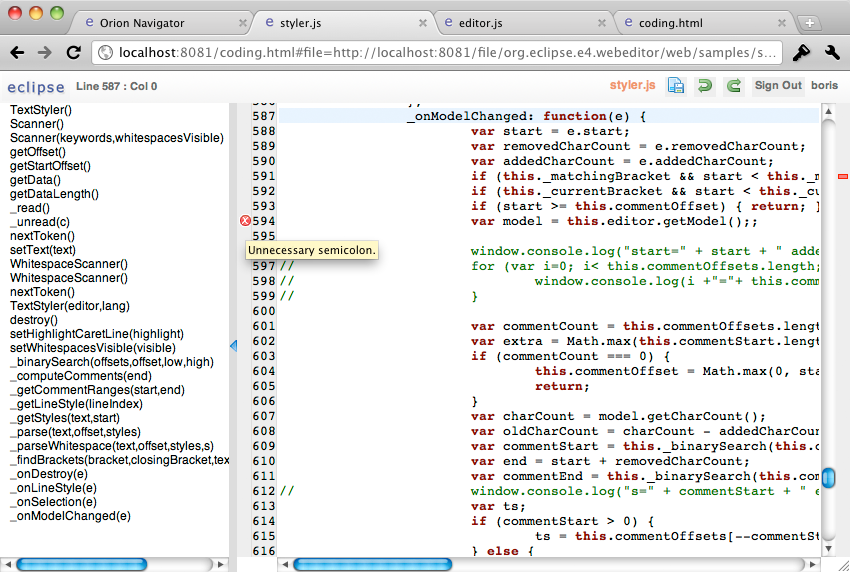 Orion Navigator
styler.js
editor.js
coding.html
localhost:8081/coding.html#file=http://localhost:8081/file/org.eclipse.e4.webeditor/web/samples/s...
eclipse Line 587 : Col 0
styler.js Sign Out boris
TextStyler()
Scanner()
Scanner(keywords,whitespacesVisible)
getOffset()
getStartOffset()
getData()
getDataLength()
_read()
_unread(c)
nextToken()
setText(text)
WhitespaceScanner()
WhitespaceScanner()
nextToken()
TextStyler(editor,lang)
destroy()
setHighlightCaretLine(highlight)
setWhitespacesVisible(visible)
_binarySearch(offsets,offset,low,high)
_computeComments(end)
_getCommentRanges(start,end)
_getLineStyle(lineIndex)
_getStyles(text,start)
_parse(text,offset,styles)
_parseWhitespace(text,offset,styles,s)
_findBrackets(bracket,closingBracket,tex
_onDestroy(e)
_onLineStyle(e)
_onSelection(e)
_onModelChanged(e)
587 _onModelChanged: function(e) {
588 var start = e.start;
589 var removedCharCount = e.removedCharCount;
590 var addedCharCount = e.addedCharCount;
591 if (this._matchingBracket && start < this._m
592 if (this._currentBracket && start < this._cu
593 if (start >= this.commentOffset) { return; }
594 var model = this.editor.getModel();;
595
Unnecessary semicolon.
window.console.log("start=" + start + " adde
597 // for (var i=0; i< this.commentOffsets.length;
598 // window.console.log(i +"="+ this.comm
599 // }
600
601 var commentCount = this.commentOffsets.lengt
602 var extra = Math.max(this.commentStart.lengt
603 if (commentCount === 0) {
604 this.commentOffset = Math.max(0, sta
605 return;
606 }
607 var charCount = model.getCharCount();
608 var oldCharCount = charCount - addedCharCoun
609 var commentStart = this._binarySearch(this.c
610 var end = start + removedCharCount;
611 var commentEnd = this._binarySearch(this.com
612 // window.console.log("s=" + commentStart + " e
613 var ts;
614 if (commentStart > 0) {
615 ts = this.commentOffsets[--commentSt
616 } else {